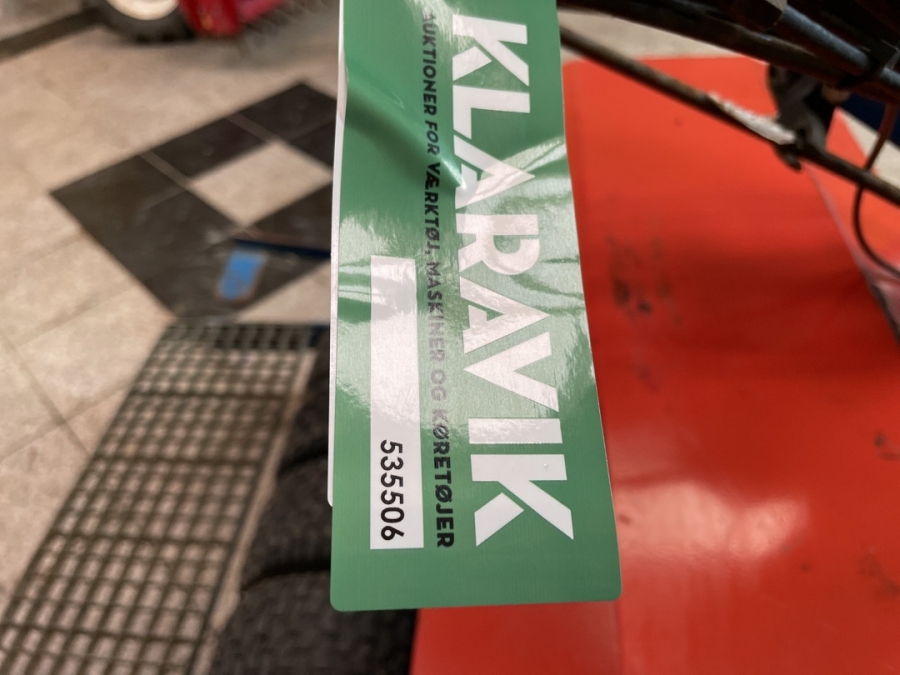 KLARAVIK
AUKTIONER FOR VÆRKTØJ, MASKINER OG KØRETØJER
535506